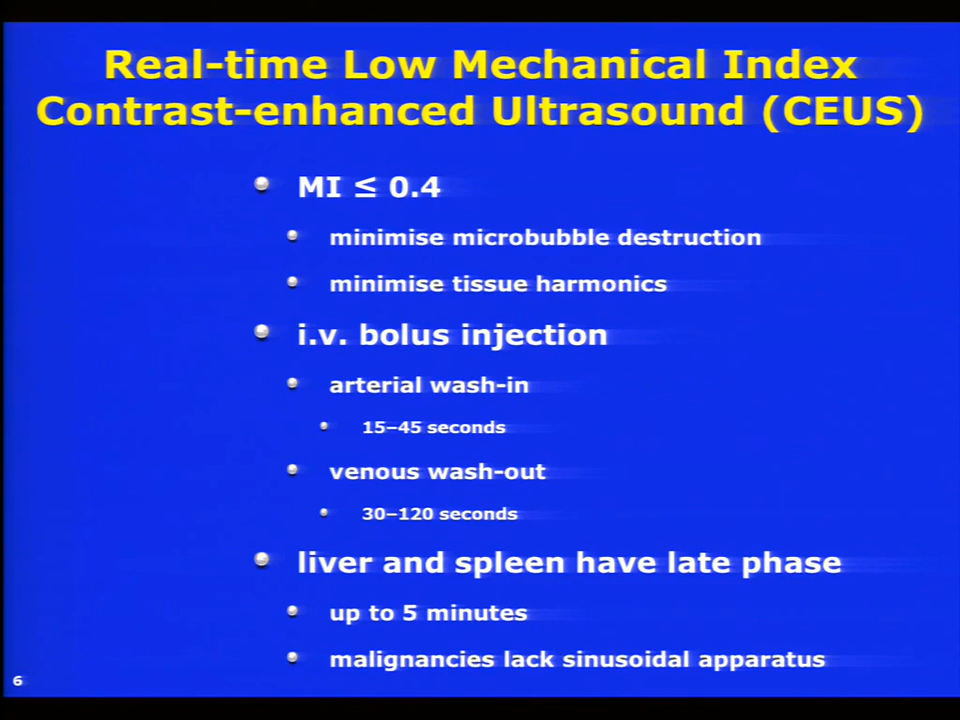 Real-time Low Mechanical Index
Contrast-enhanced Ultrasound (CEUS)
MI ≤ 0.4
minimise microbubble destruction
minimise tissue harmonics
i.v. bolus injection
arterial wash-in
15–45 seconds
venous wash-out
30–120 seconds
liver and spleen have late phase
up to 5 minutes
malignancies lack sinusoidal apparatus
6